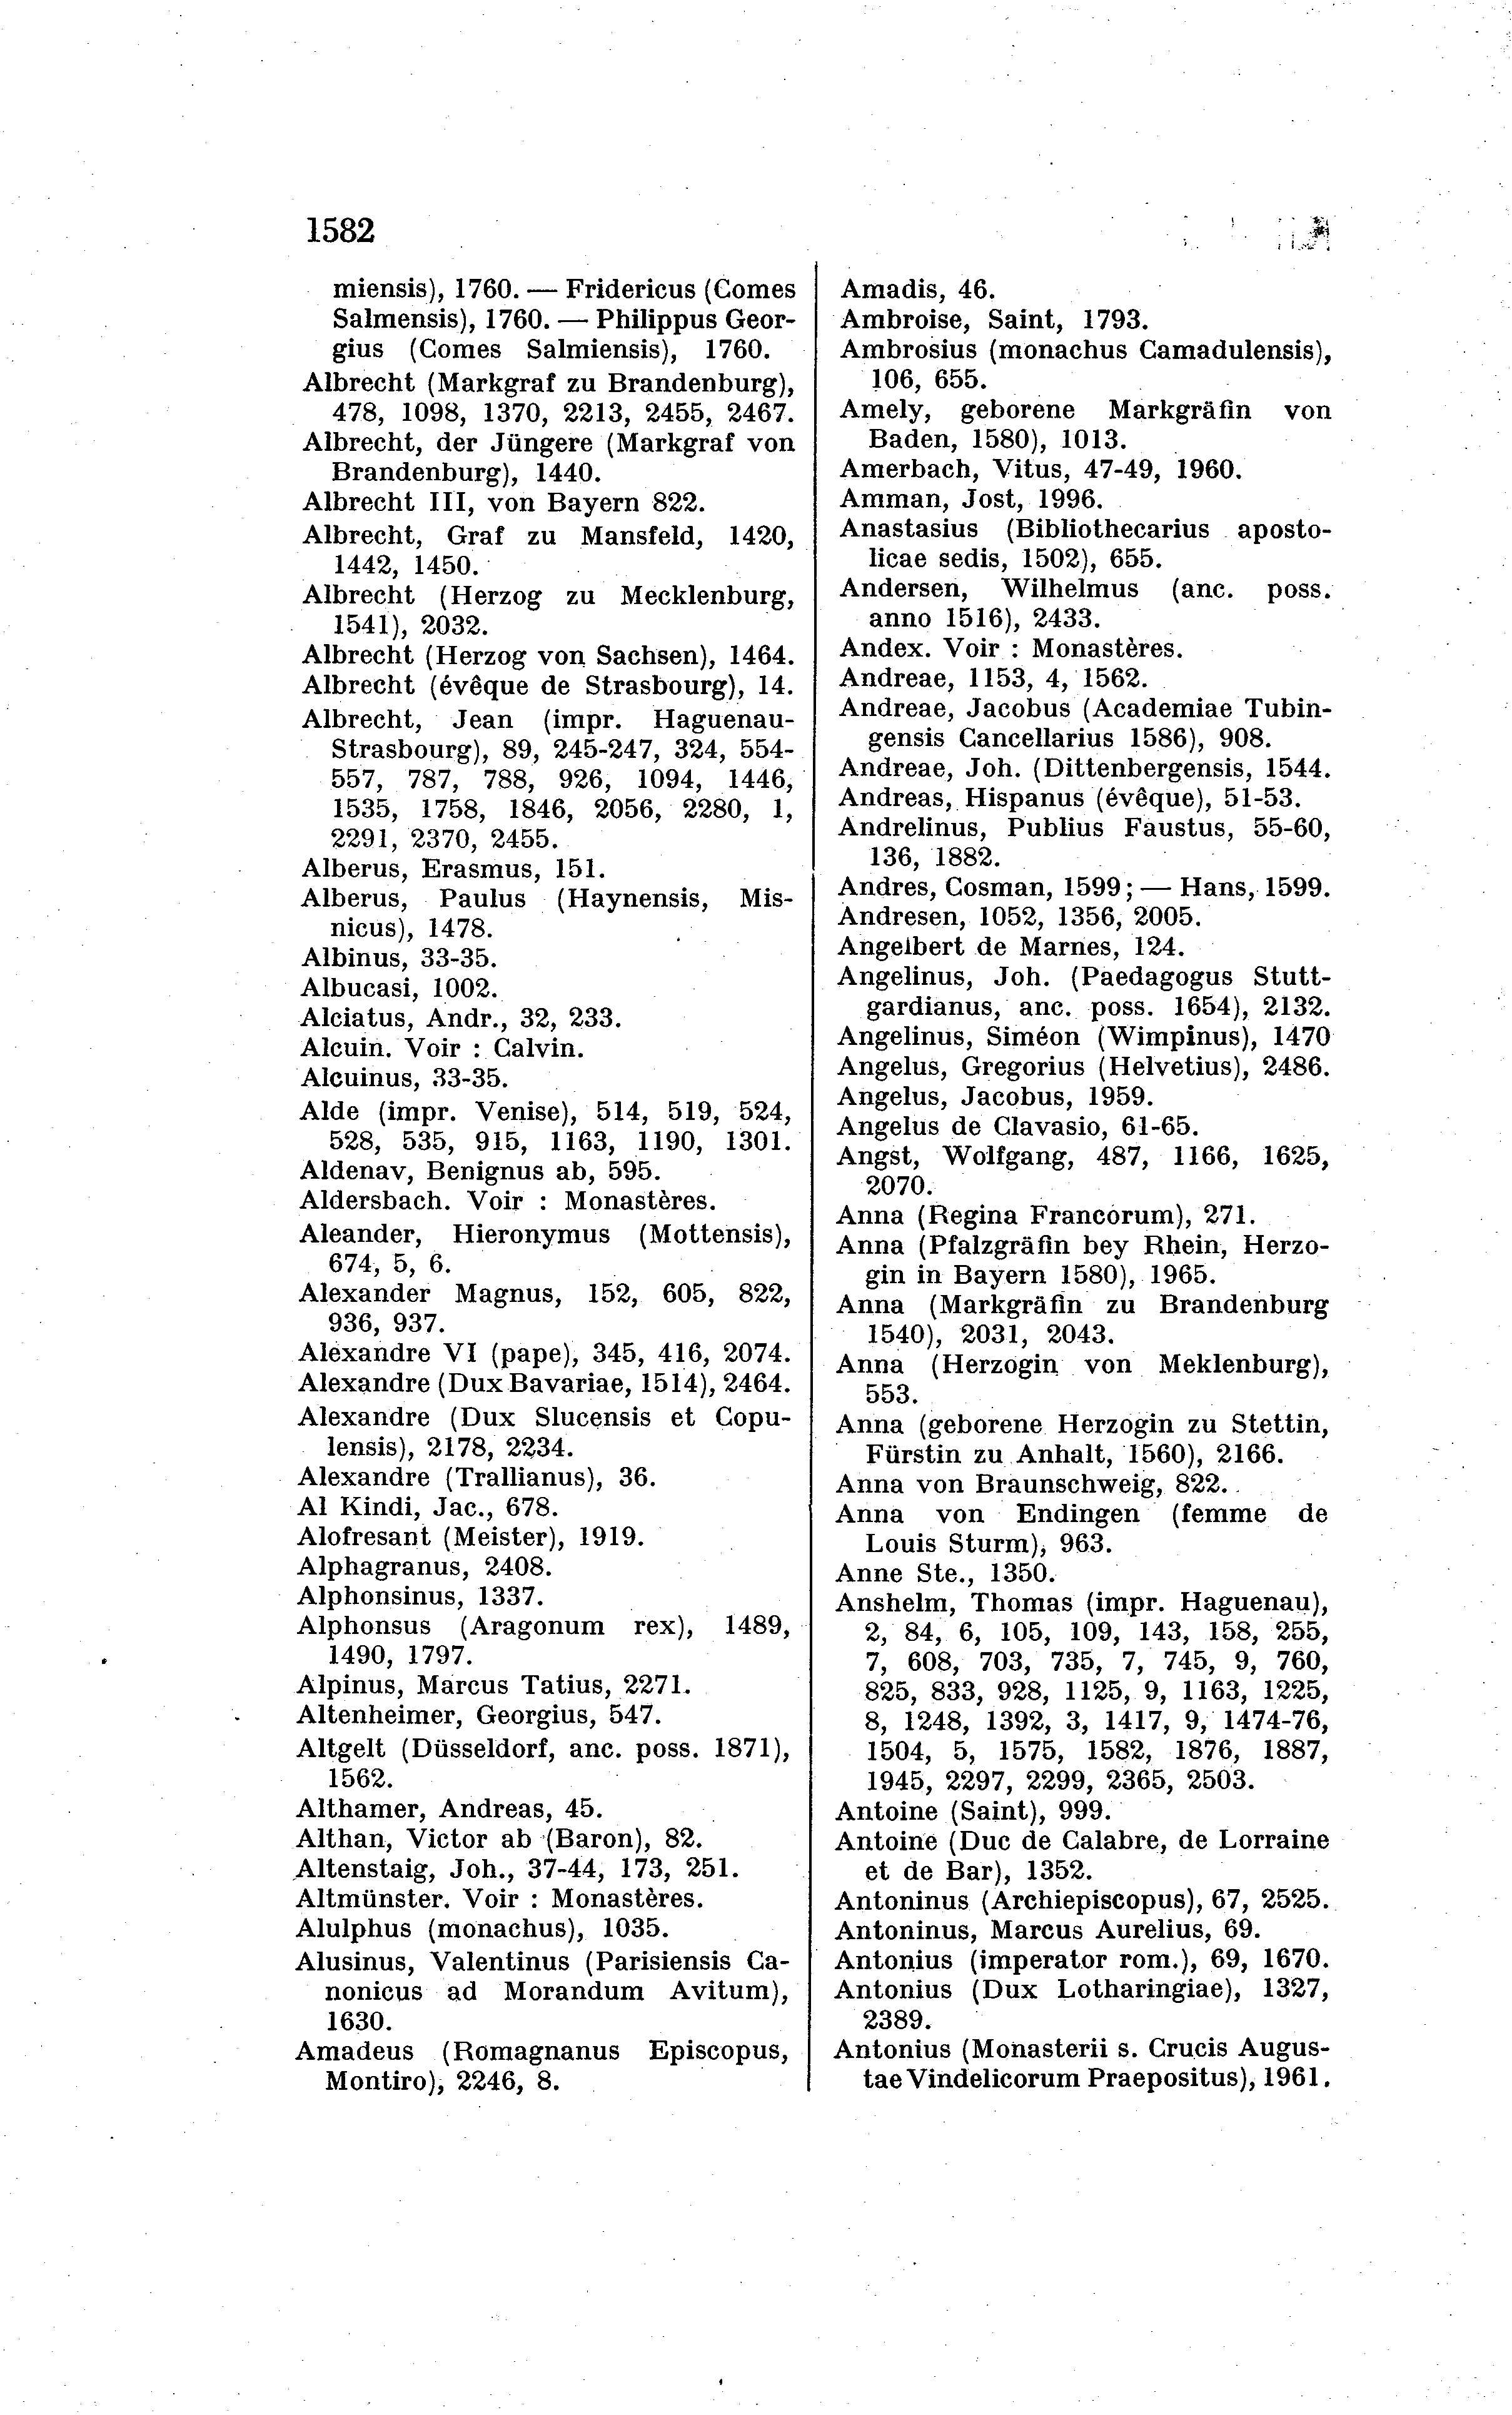 1582
miensis), 1760. — Fridericus (Comes
Salmensis), 1760. — Philippus Geor-
gius (Comes Salmiensis), 1760.
Albrecht (Markgraf zu Brandenburg),
478, 1098, 1370, 2213, 2455, 2467.
Albrecht, der Jüngere (Markgraf von
Brandenburg), 1440.
Albrecht III, von Bayern 822.
Albrecht, Graf zu Mansfeld, 1420,
1442, 1450.
Albrecht (Herzog zu Mecklenburg,
1541), 2032.
Albrecht (Herzog von Sachsen), 1464.
Albrecht (évêque de Strasbourg), 14.
Albrecht, Jean (impr. Haguenau-
Strasbourg), 89, 245-247, 324, 554-
557, 787, 788, 926, 1094, 1446,
1535, 1758, 1846, 2056, 2280, 1,
2291, 2370, 2455.
Alberus, Erasmus, 151.
Alberus, Paulus (Haynensis, Mis-
nicus), 1478.
Albinus, 33-35.
Albucasi, 1002.
Alciatus, Andr., 32, 233.
Alcuin. Voir : Calvin.
Alcuinus, 33-35.
Alde (impr. Venise), 514, 519, 524,
528, 535, 915, 1163, 1190, 1301.
Aldenav, Benignus ab, 595.
Aldersbach. Voir : Monastères.
Aleander, Hieronymus (Mottensis),
674, 5, 6.
Alexander Magnus, 152, 605, 822,
936, 937.
Alexandre VI (pape), 345, 416, 2074.
Alexandre (Dux Bavariae, 1514), 2464.
Alexandre (Dux Slucensis et Copu-
lensis), 2178, 2234.
Alexandre (Trallianus), 36.
Al Kindi, Jac., 678.
Alofresant (Meister), 1919.
Alphagranus, 2408.
Alphonsinus, 1337.
Alphonsus (Aragonum rex), 1489,
1490, 1797.
Alpinus, Marcus Tatius, 2271.
Altenheimer, Georgius, 547.
Altgelt (Düsseldorf, anc. poss. 1871),
1562.
Althamer, Andreas, 45.
Althan, Victor ab (Baron), 82.
Altenstaig, Joh., 37-44, 173, 251.
Altmünster. Voir : Monastères.
Alulphus (monachus), 1035.
Alusinus, Valentinus (Parisiensis Ca-
nonicus ad Morandum Avitum),
1630.
Amadeus (Romagnanus Episcopus,
Montiro), 2246, 8.
Amadis, 46.
Ambroise, Saint, 1793.
Ambrosius (monachus Camadulensis),
106, 655.
Amely, geborene Markgräfin von
Baden, 1580), 1013.
Amerbach, Vitus, 47-49, 1960.
Amman, Jost, 1996.
Anastasius (Bibliothecarius aposto-
licae sedis, 1502), 655.
Andersen, Wilhelmus (anc. poss.
anno 1516), 2433.
Andex. Voir : Monastères.
Andreae, 1153, 4, 1562.
Andreae, Jacobus (Academiae Tubin-
gensis Cancellarius 1586), 908.
Andreae, Joh. (Dittenbergensis, 1544.
Andreas, Hispanus (évêque), 51-53.
Andrelinus, Publius Faustus, 55-60,
136, 1882.
Andres, Cosman, 1599; — Hans, 1599.
Andresen, 1052, 1356, 2005.
Angelbert de Marnes, 124.
Angelinus, Joh. (Paedagogus Stutt-
gardianus, anc. poss. 1654), 2132.
Angelinus, Siméon (Wimpinus), 1470
Angelus, Gregorius (Helvetius), 2486.
Angelus, Jacobus, 1959.
Angelus de Clavasio, 61-65.
Angst, Wolfgang, 487, 1166, 1625,
2070.
Anna (Regina Francorum), 271.
Anna (Pfalzgräfin bey Rhein, Herzo-
gin in Bayern 1580), 1965.
Anna (Markgräfin zu Brandenburg
1540), 2031, 2043.
Anna (Herzogin von Meklenburg),
553.
Anna (geborene Herzogin zu Stettin,
Fürstin zu Anhalt, 1560), 2166.
Anna von Braunschweig, 822.
Anna von Endingen (femme de
Louis Sturm), 963.
Anne Ste., 1350.
Anshelm, Thomas (impr. Haguenau),
2, 84, 6, 105, 109, 143, 158, 255,
7, 608, 703, 735, 7, 745, 9, 760,
825, 833, 928, 1125, 9, 1163, 1225,
8, 1248, 1392, 3, 1417, 9, 1474-76,
1504, 5, 1575, 1582, 1876, 1887,
1945, 2297, 2299, 2365, 2503.
Antoine (Saint), 999.
Antoine (Duc de Calabre, de Lorraine
et de Bar), 1352.
Antoninus (Archiepiscopus), 67, 2525.
Antoninus, Marcus Aurelius, 69.
Antonius (imperator rom.), 69, 1670.
Antonius (Dux Lotharingiae), 1327,
2389.
Antonius (Monasterii s. Crucis Augus-
tae Vindelicorum Praepositus), 1961.